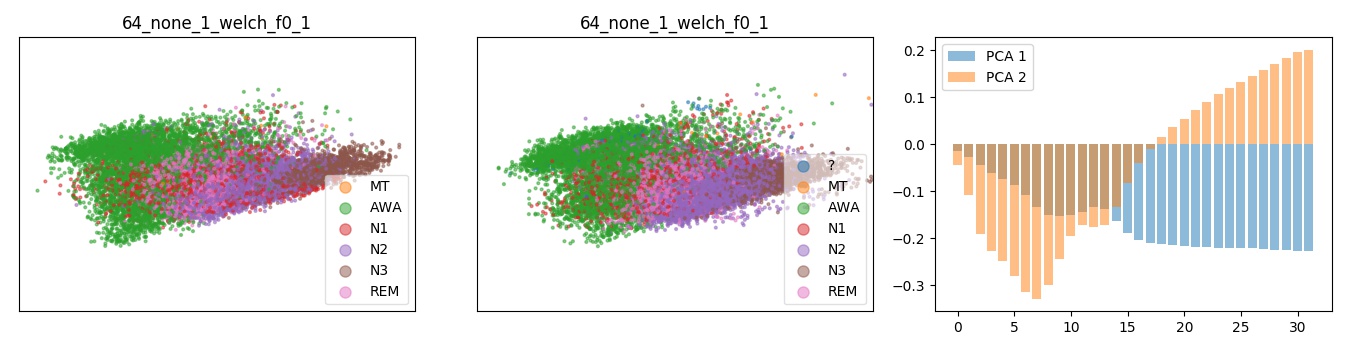 64_none_1_welch_f0_1
MT
AWA
N1
N2
N3
REM
64_none_1_welch_f0_1
?
MT
AWA
N1
N2
N3
REM
PCA 1
PCA 2
0.2
0.1
0.0
−0.1
−0.2
−0.3
0 5 10 15 20 25 30